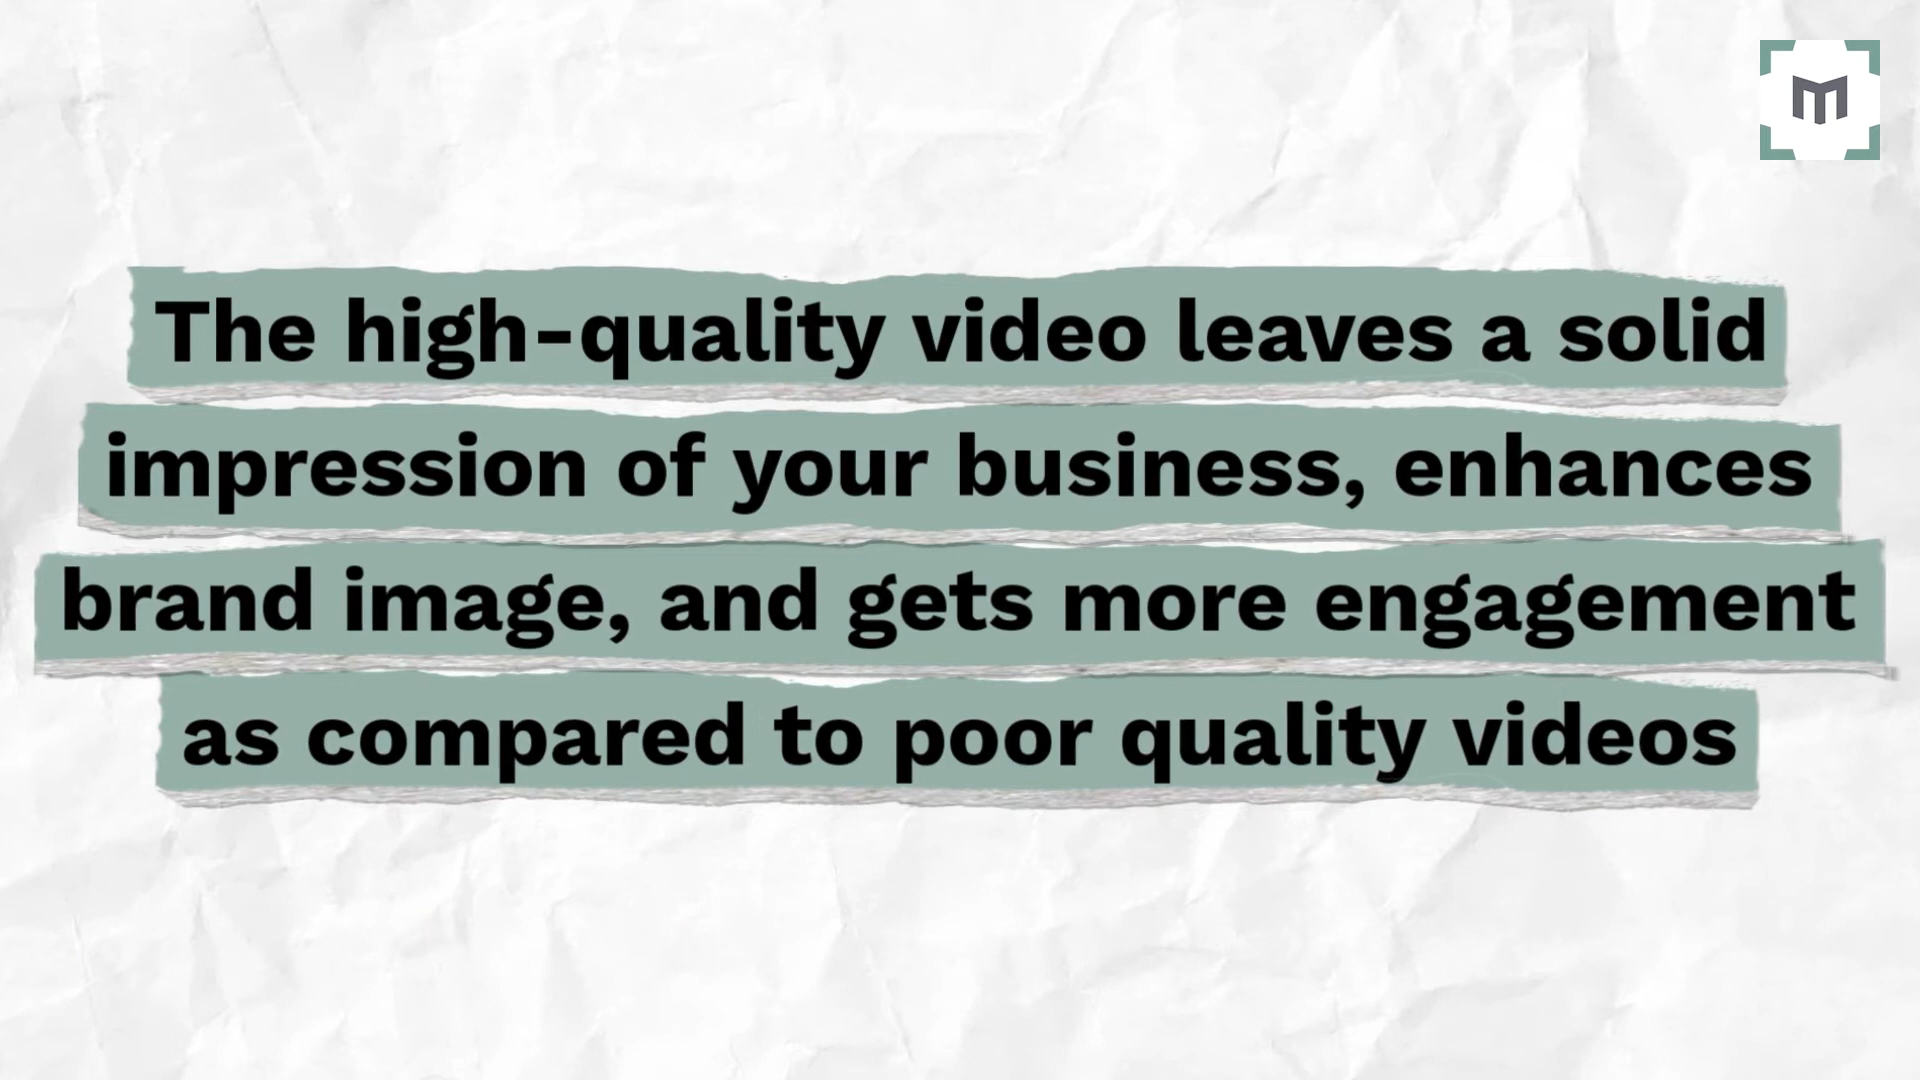 m
The high-quality video leaves a solid
impression of your business, enhances
brand image, and gets more engagement
as compared to poor quality videos